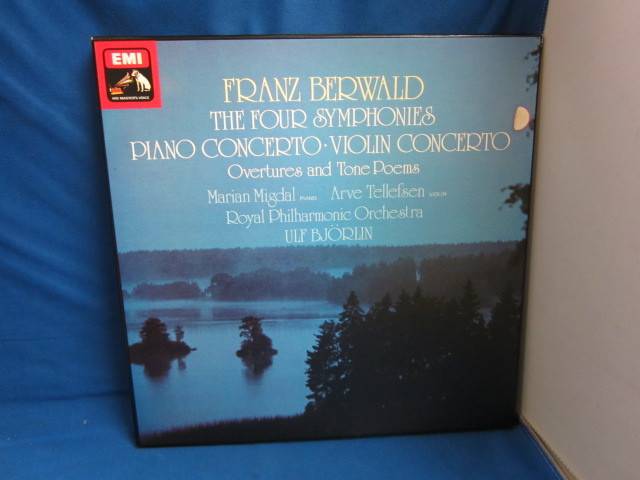 EMI
HIS MASTER'S VOICE
FRANZ BERWALD
THE FOUR SYMPHONIES
PIANO CONCERTO · VIOLIN CONCERTO
Overtures and Tone Poems
Marian Migdal PIANO Arve Tellefsen VIOLIN
Royal Philharmonic Orchestra
ULF BJÖRLIN